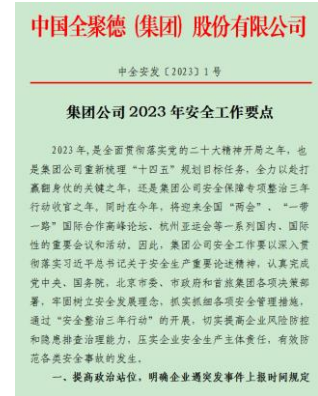 中国全聚德（集团）股份有限公司
中全安发〔2023〕1 号
集团公司 2023 年安全工作要点
2023 年，是全面贯彻落实党的二十大精神开局之年，也
是集团公司重新梳理“十四五”规划目标任务，全力以赴打
赢翻身仗的关键之年，还是集团公司安全保障专项整治三年
行动收官之年。同时在今年，将迎来全国“两会”、“一带
一路”国际合作高峰论坛、杭州亚运会等一系列国内、国际
性的重要会议和活动。因此，集团公司安全工作要以深入贯
彻落实习近平总书记关于安全生产重要论述精神，认真完成
党中央、国务院，北京市委、市政府和首旅集团各项决策部
署，牢固树立安全发展理念，抓实抓细各项安全管理措施，
通过“安全整治三年行动”的开展，切实提高企业风险防控
和隐患排查治理能力，压实企业安全生产主体责任，有效防
范各类安全事故的发生。
一、提高政治站位，明确企业遇突发事件上报时间规定